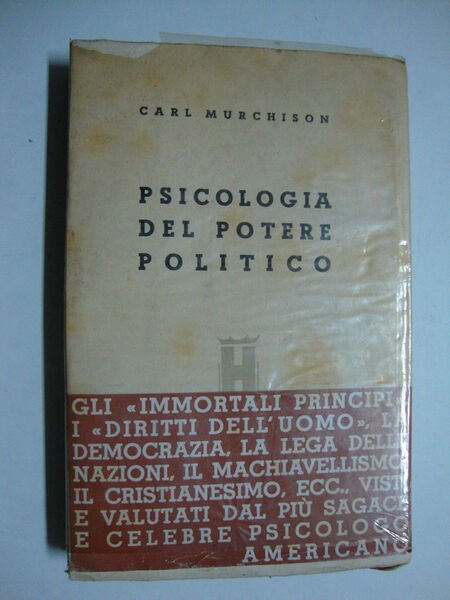 CARL MURCHISON
PSICOLOGIA
DEL POTERE
POLITICO
H
GLI «IMMORTALI PRINCIPI»
I «DIRITTI DELL'UOMO», LA
DEMOCRAZIA, LA LEGA DELLE
NAZIONI, IL MACHIAVELLISMO,
IL CRISTIANESIMO, ECC., VISTI
E VALUTATI DAL PIÙ SAGACE
E CELEBRE PSICOLOGO
AMERICANO